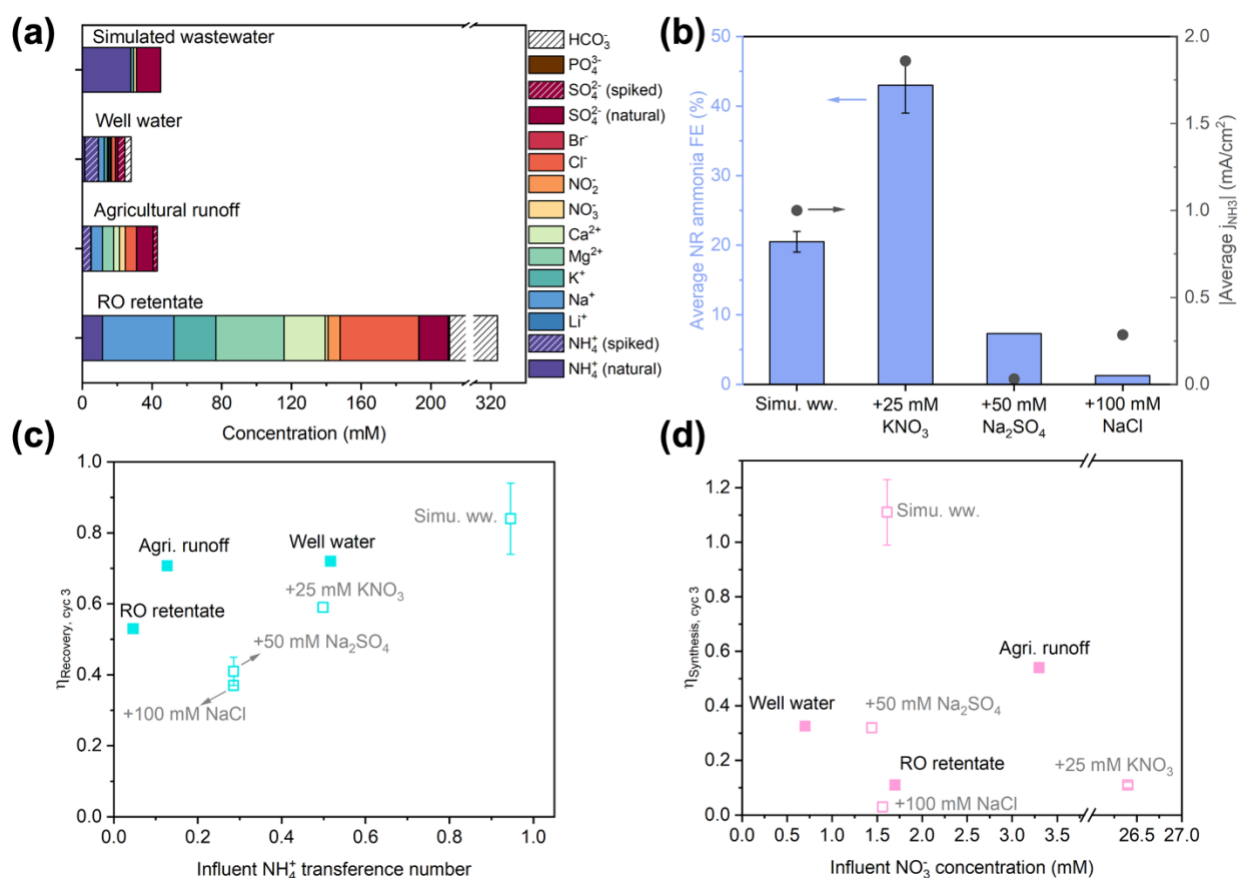 (a)
Simulated wastewater
Well water
Agricultural runoff
RO retentate
0 40 80 120 160 200 320
Concentration (mM)
HCO₃⁻
PO₄³⁻
SO₄²⁻ (spiked)
SO₄²⁻ (natural)
Br⁻
Cl⁻
NO₂⁻
NO₃⁻
Ca²⁺
Mg²⁺
K⁺
Na⁺
Li⁺
NH₄⁺ (spiked)
NH₄⁺ (natural)
(b)
Average NR ammonia FE (%)
50
40
30
20
10
0
2.0
1.5
1.0
0.5
0.0
|Average j_NH3| (mA/cm²)
Simu. ww.
+25 mM
KNO₃
+50 mM
Na₂SO₄
+100 mM
NaCl
(c)
η_Recovery, cyc 3
1.0
0.8
0.6
0.4
0.2
0.0
Simu. ww.
Agri. runoff
Well water
+25 mM KNO₃
RO retentate
+50 mM Na₂SO₄
+100 mM NaCl
0.0 0.2 0.4 0.6 0.8 1.0
Influent NH₄⁺ transference number
(d)
η_Synthesis, cyc 3
1.2
1.0
0.8
0.6
0.4
0.2
0.0
Simu. ww.
Agri. runoff
Well water
+50 mM Na₂SO₄
RO retentate
+25 mM KNO₃
+100 mM NaCl
0.0 0.5 1.0 1.5 2.0 2.5 3.0 3.5 26.5 27.0
Influent NO₃⁻ concentration (mM)